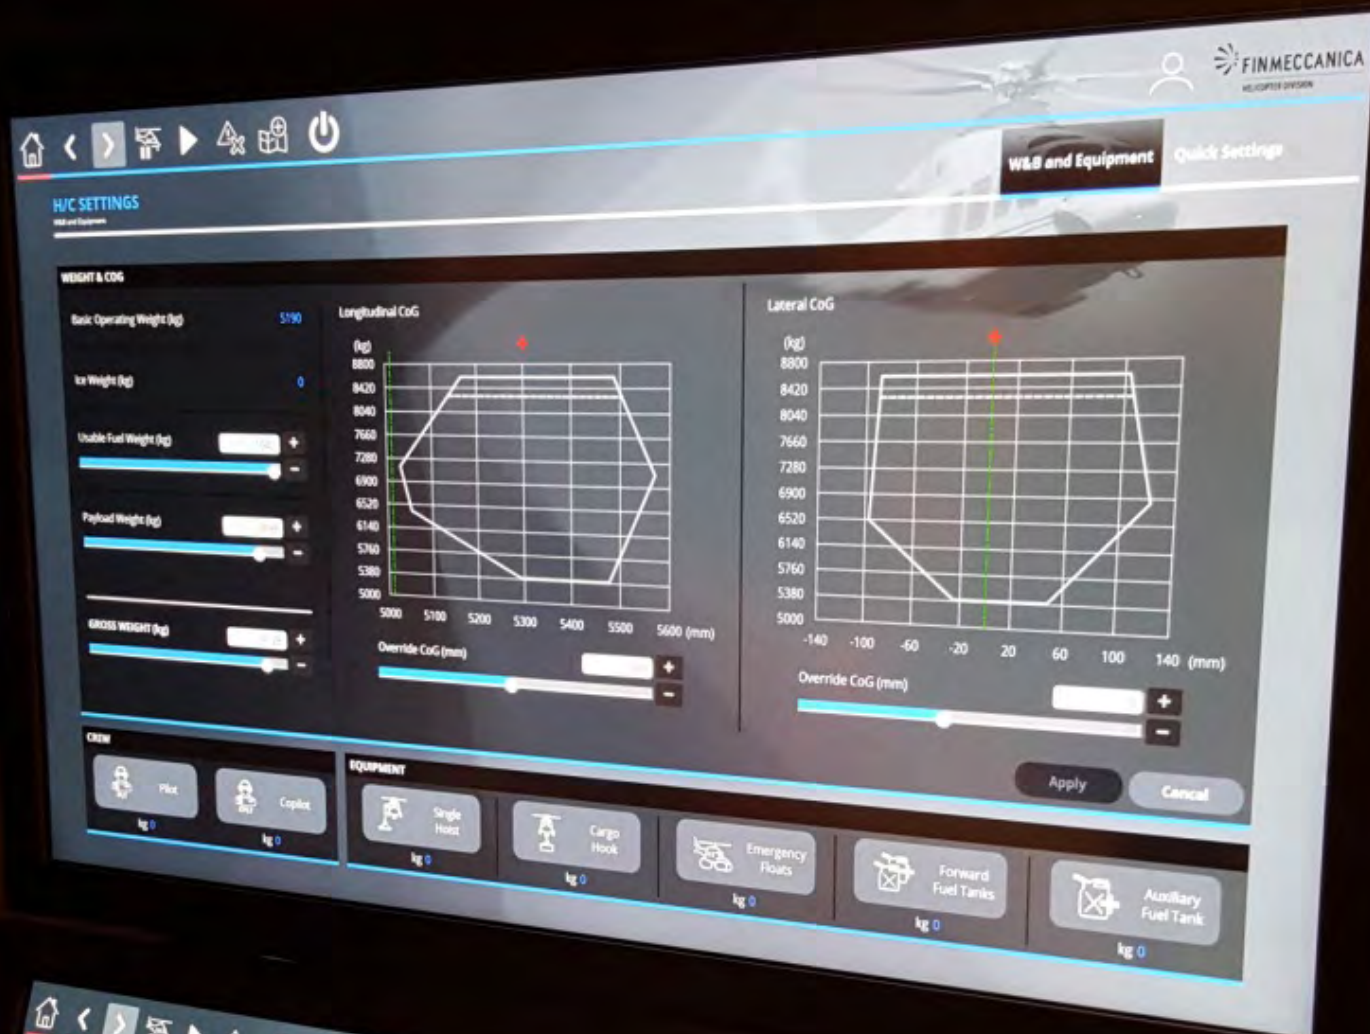 FINMECCANICA
HELICOPTER DIVISION
W&B and Equipment
Quick Settings
H/C SETTINGS
W&B and Equipment
WEIGHT & COG
Basic Operating Weight (kg)
5190
Ice Weight (kg)
0
Usable Fuel Weight (kg)
+
-
Payload Weight (kg)
+
-
GROSS WEIGHT (kg)
+
-
Longitudinal CoG
(kg)
8800
8420
8040
7660
7280
6900
6520
6140
5760
5380
5000
5000 5100 5200 5300 5400 5500 5600 (mm)
Override CoG (mm)
+
-
Lateral CoG
(kg)
8800
8420
8040
7660
7280
6900
6520
6140
5760
5380
5000
-140 -100 -60 -20 20 60 100 140 (mm)
Override CoG (mm)
+
-
Apply
Cancel
CREW
Pilot
kg 0
Copilot
kg 0
EQUIPMENT
Single
Hoist
kg 0
Cargo
Hook
kg 0
Emergency
Floats
kg 0
Forward
Fuel Tanks
kg 0
Auxiliary
Fuel Tank
kg 0